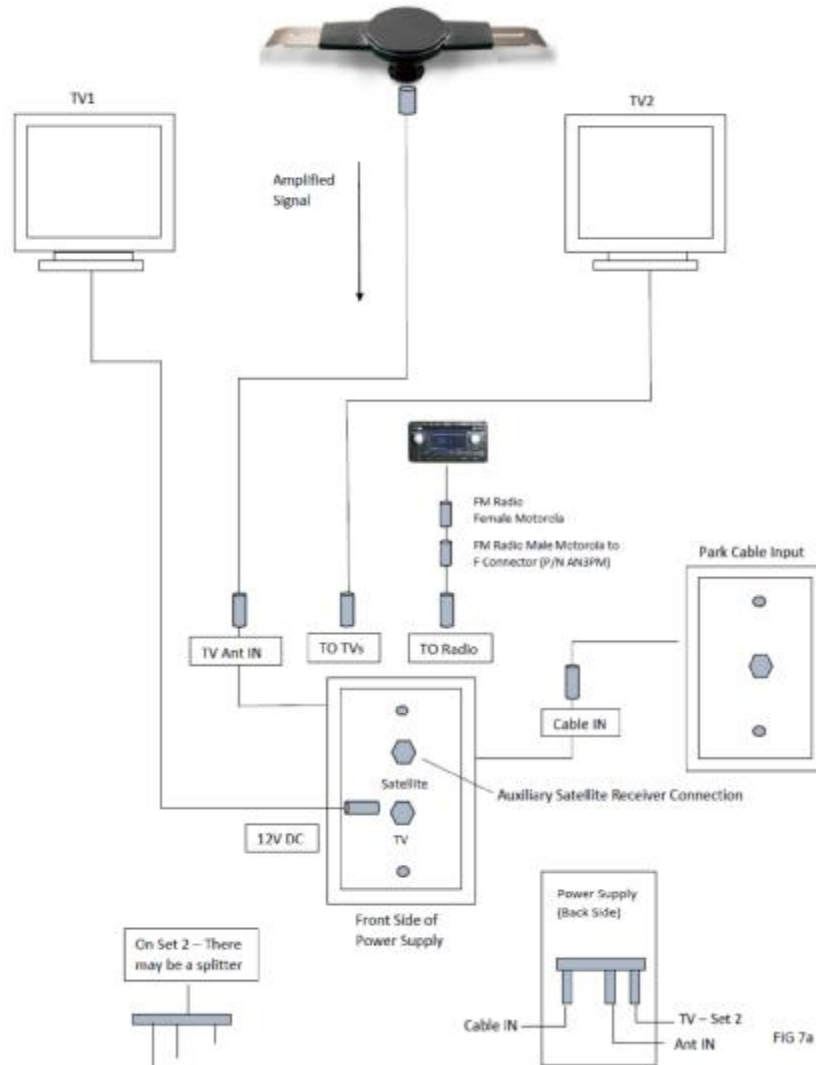 TV1
TV2
Amplified
Signal
FM Radio
Female Motorola
FM Radio Male Motorola to
F Connector (P/N AN3PM)
Park Cable Input
TV Ant IN
TO TVs
TO Radio
Cable IN
Satellite
Auxiliary Satellite Receiver Connection
12V DC
TV
Front Side of
Power Supply
On Set 2 – There
may be a splitter
Power Supply
(Back Side)
Cable IN
TV – Set 2
Ant IN
FIG 7a